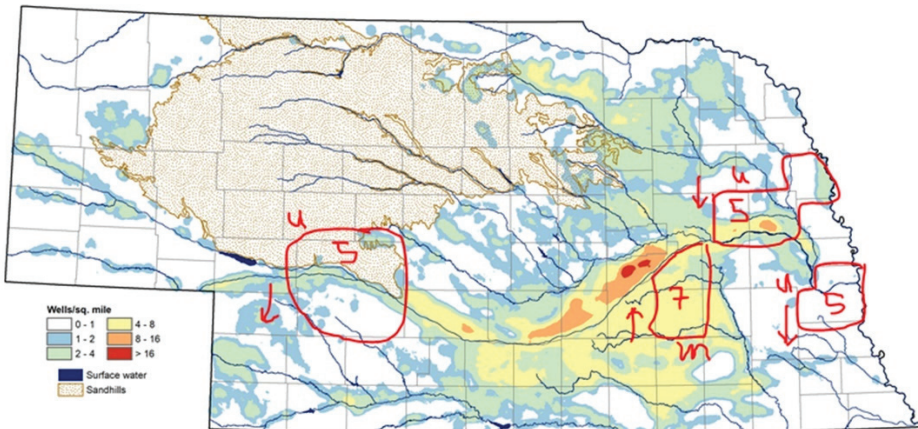 u
5
u
5
u
5
7
m
Wells/sq. mile
0 - 1 4 - 8
1 - 2 8 - 16
2 - 4 > 16
Surface water
Sandhills